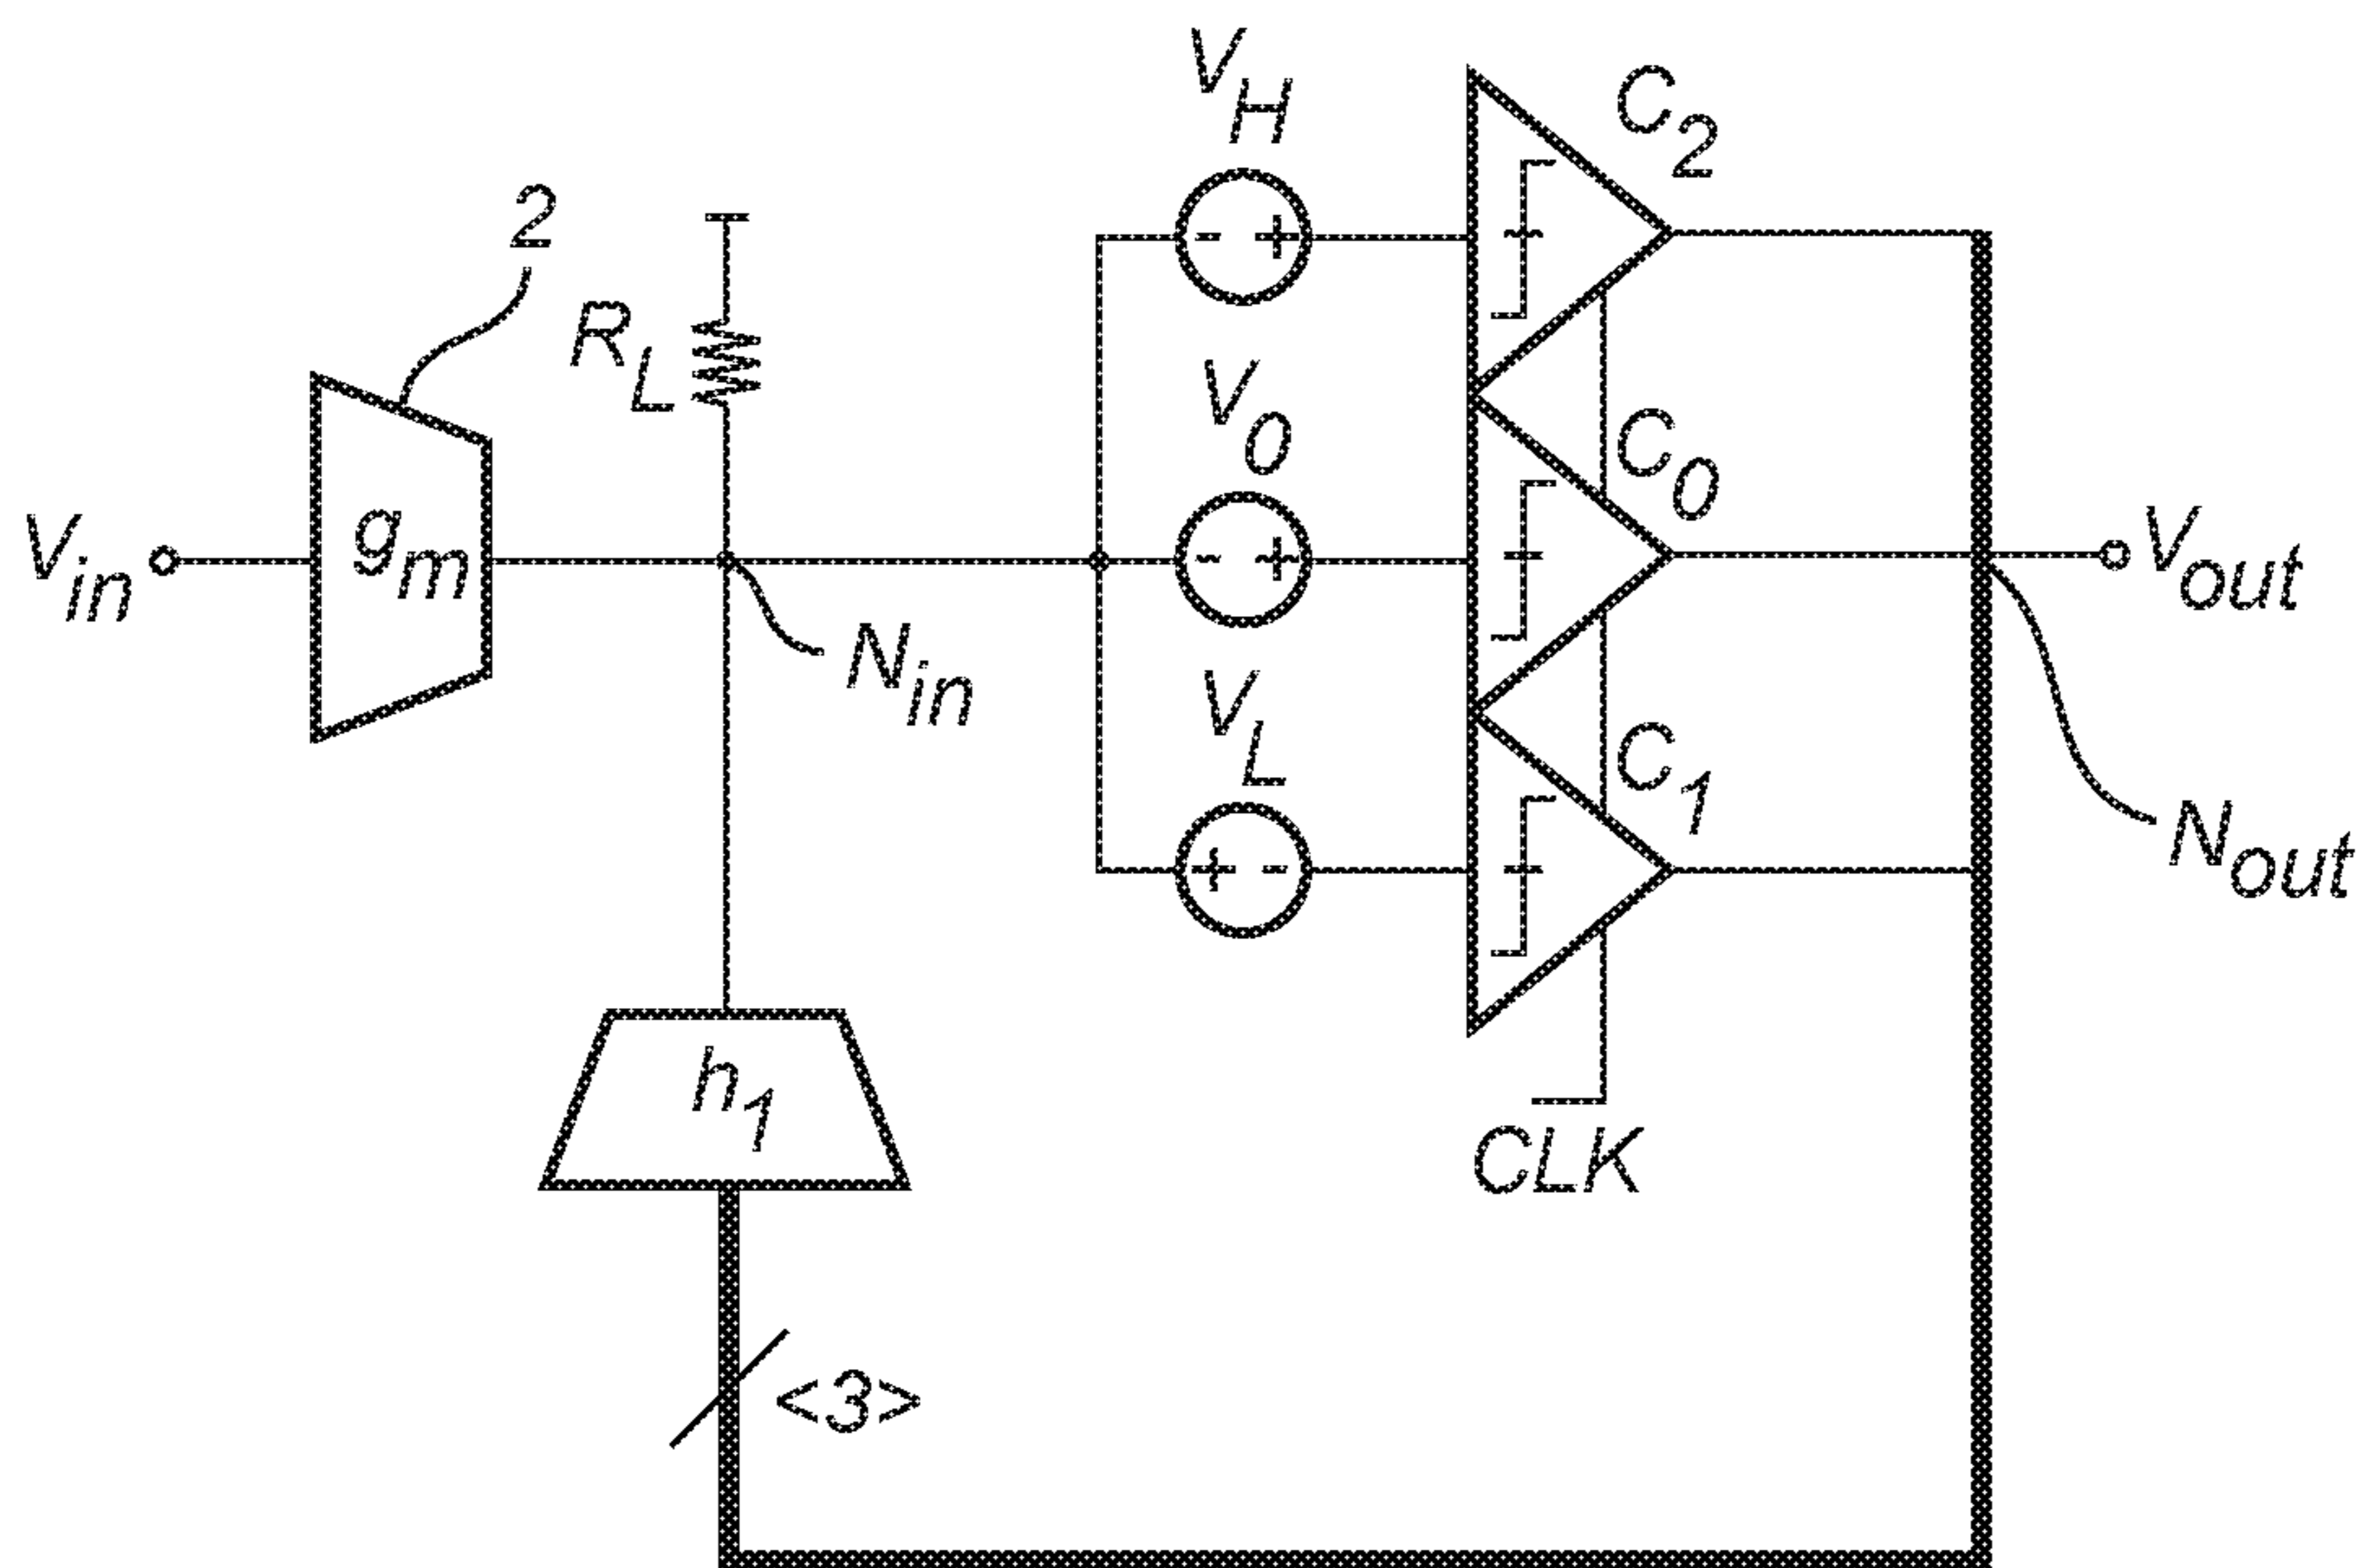 V_H
C_2
2
R_L
V_0
C_0
V_in
g_m
V_out
N_in
V_L
C_1
N_out
h_1
CLK
<3>